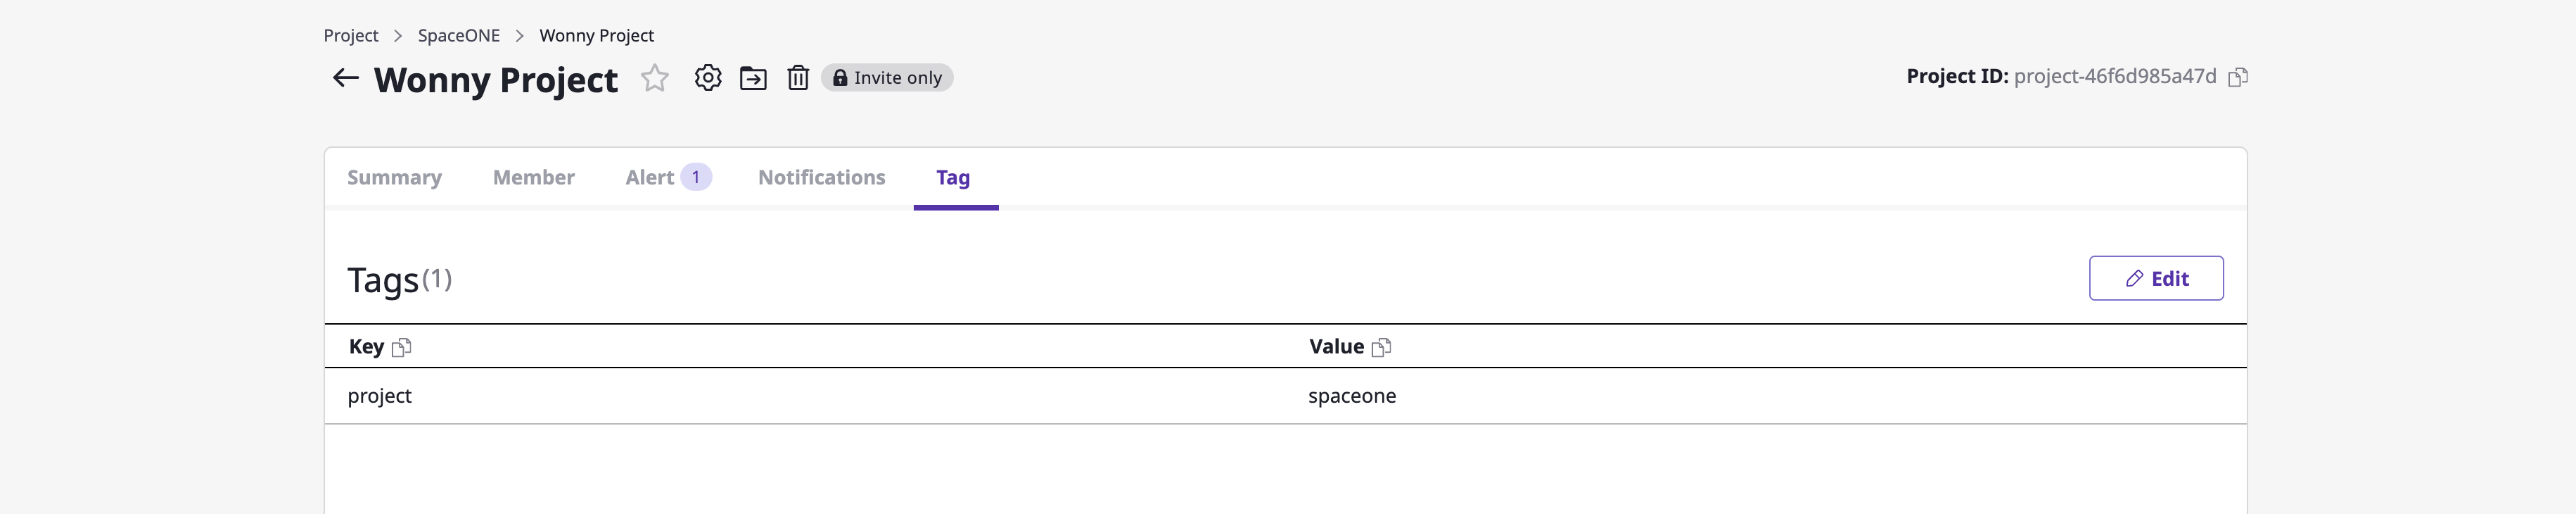 Project > SpaceONE > Wonny Project
Wonny Project Invite only
Project ID: project-46f6d985a47d
Summary Member Alert 1 Notifications Tag
Tags (1)
Edit
Key Value
project spaceone